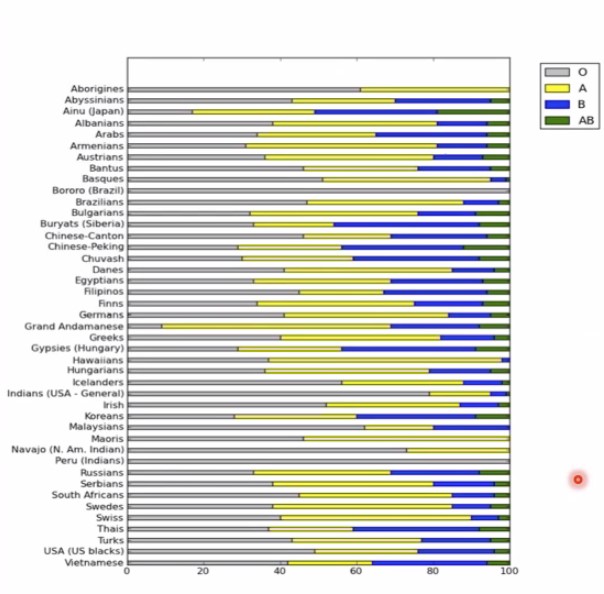 O
A
B
AB
Aborigines
Abyssinians
Ainu (Japan)
Albanians
Arabs
Armenians
Austrians
Bantus
Basques
Bororo (Brazil)
Brazilians
Bulgarians
Buryats (Siberia)
Chinese-Canton
Chinese-Peking
Chuvash
Danes
Egyptians
Filipinos
Finns
Germans
Grand Andamanese
Greeks
Gypsies (Hungary)
Hawaiians
Hungarians
Icelanders
Indians (USA - General)
Irish
Koreans
Malaysians
Maoris
Navajo (N. Am. Indian)
Peru (Indians)
Russians
Serbians
South Africans
Swedes
Swiss
Thais
Turks
USA (US blacks)
Vietnamese
0 20 40 60 80 100